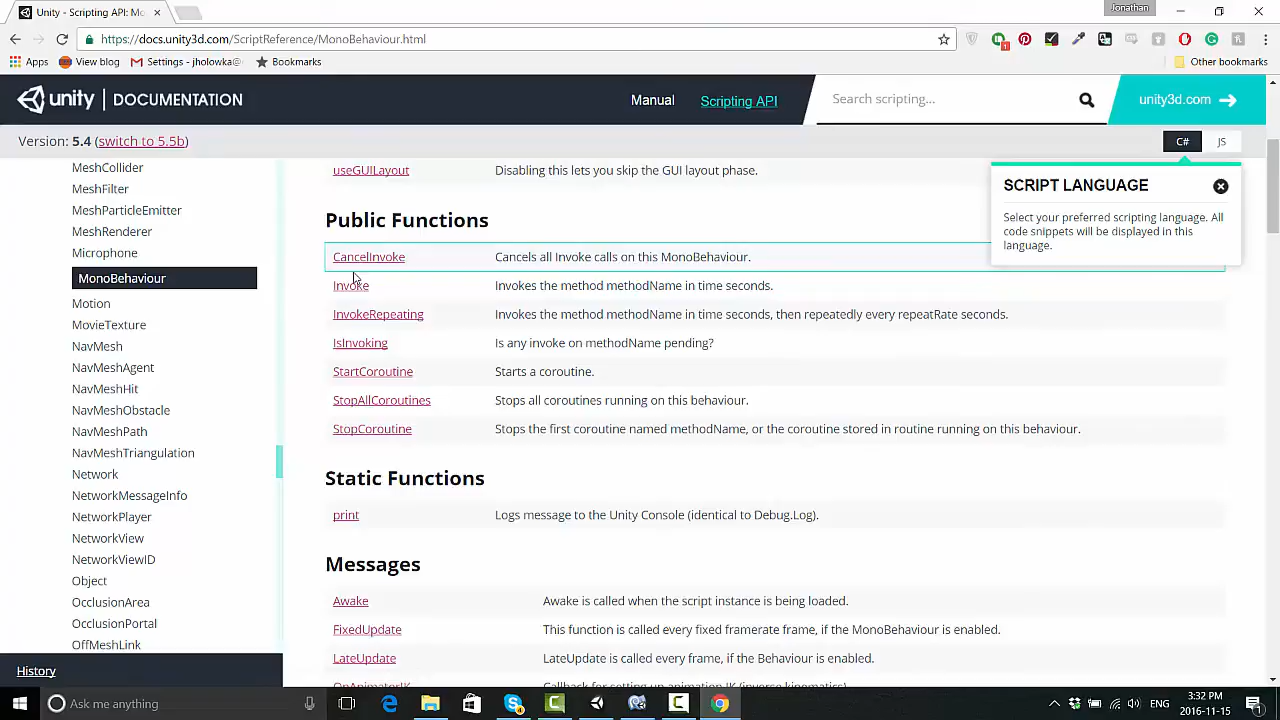 Unity - Scripting API: Mo
Jonathan
https://docs.unity3d.com/ScriptReference/MonoBehaviour.html
Apps
View blog
Settings - jholowka@
Bookmarks
Other bookmarks
unity | DOCUMENTATION
Manual
Scripting API
Search scripting...
unity3d.com
Version: 5.4 (switch to 5.5b)
C#
JS
SCRIPT LANGUAGE
Select your preferred scripting language. All
code snippets will be displayed in this
language.
MeshCollider
MeshFilter
MeshParticleEmitter
MeshRenderer
Microphone
MonoBehaviour
Motion
MovieTexture
NavMesh
NavMeshAgent
NavMeshHit
NavMeshObstacle
NavMeshPath
NavMeshTriangulation
Network
NetworkMessageInfo
NetworkPlayer
NetworkView
NetworkViewID
Object
OcclusionArea
OcclusionPortal
OffMeshLink
History
useGUILayout Disabling this lets you skip the GUI layout phase.
Public Functions
CancelInvoke Cancels all Invoke calls on this MonoBehaviour.
Invoke Invokes the method methodName in time seconds.
InvokeRepeating Invokes the method methodName in time seconds, then repeatedly every repeatRate seconds.
IsInvoking Is any invoke on methodName pending?
StartCoroutine Starts a coroutine.
StopAllCoroutines Stops all coroutines running on this behaviour.
StopCoroutine Stops the first coroutine named methodName, or the coroutine stored in routine running on this behaviour.
Static Functions
print Logs message to the Unity Console (identical to Debug.Log).
Messages
Awake Awake is called when the script instance is being loaded.
FixedUpdate This function is called every fixed framerate frame, if the MonoBehaviour is enabled.
LateUpdate LateUpdate is called every frame, if the Behaviour is enabled.
OnAnimatorIK Callback for setting up animation IK (inverse kinematics)
Ask me anything
ENG
3:32 PM
2016-11-15